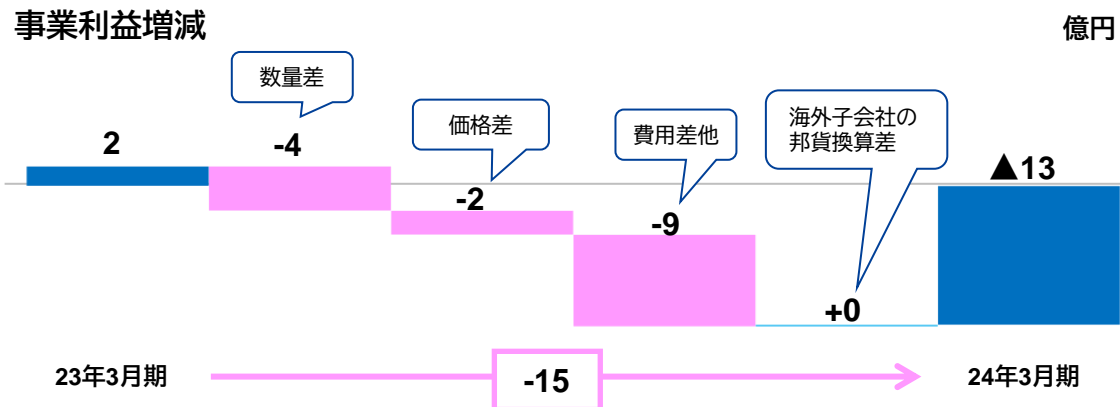 事業利益増減
億円
数量差
価格差
費用差他
海外子会社の
邦貨換算差
2
-4
-2
-9
+0
▲13
23年3月期
-15
24年3月期